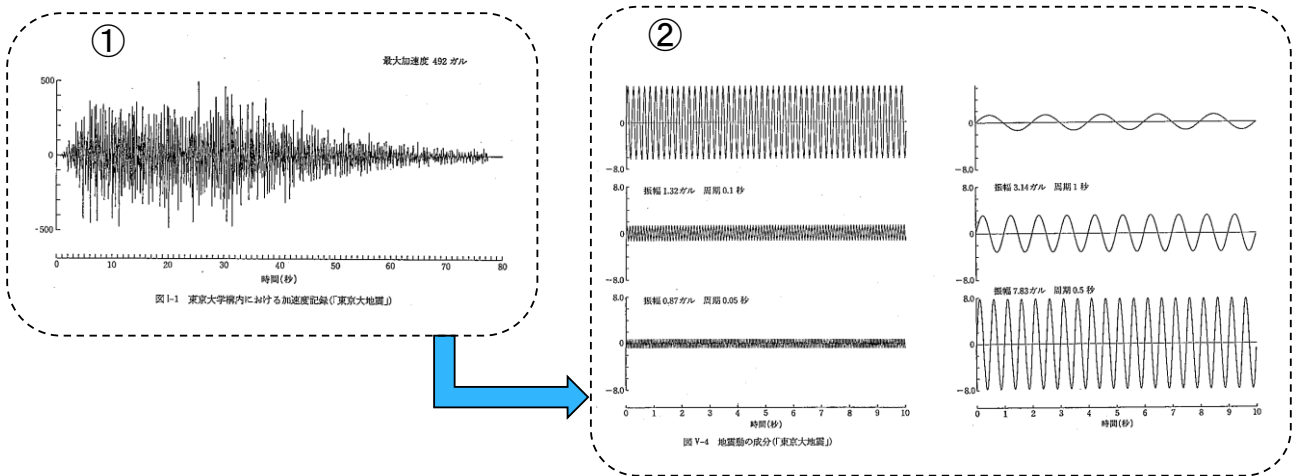 ①
最大加速度 492 ガル
500
0
-500
0 10 20 30 40 50 60 70 80
時間(秒)
図 I-1 東京大学構内における加速度記録(「東京大地震」)
②
0
-8.0
振幅 1.32ガル 周期 0.1 秒
8.0
0
-8.0
振幅 0.87ガル 周期 0.05 秒
8.0
0
-8.0
0 1 2 3 4 5 6 7 8 9 10
時間(秒)
図 V-4 地震動の成分(「東京大地震」)
0
-8.0
振幅 3.14ガル 周期 1 秒
8.0
0
-8.0
振幅 7.83ガル 周期 0.5 秒
8.0
0
-8.0
0 1 2 3 4 5 6 7 8 9 10
時間(秒)